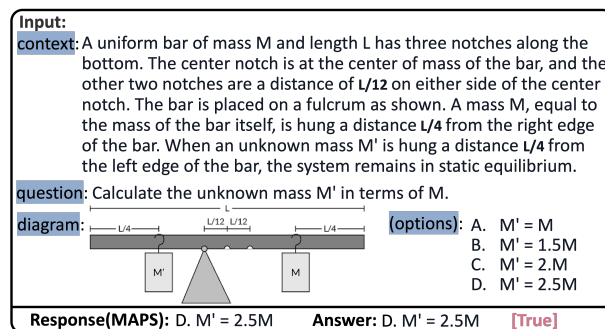 Input:
context: A uniform bar of mass M and length L has three notches along the
bottom. The center notch is at the center of mass of the bar, and the
other two notches are a distance of L/12 on either side of the center
notch. The bar is placed on a fulcrum as shown. A mass M, equal to
the mass of the bar itself, is hung a distance L/4 from the right edge
of the bar. When an unknown mass M' is hung a distance L/4 from
the left edge of the bar, the system remains in static equilibrium.
question: Calculate the unknown mass M' in terms of M.
diagram:
L
L/4 L/12 L/12 L/4
M' M
(options): A. M' = M
B. M' = 1.5M
C. M' = 2.M
D. M' = 2.5M
Response(MAPS): D. M' = 2.5M Answer: D. M' = 2.5M [True]